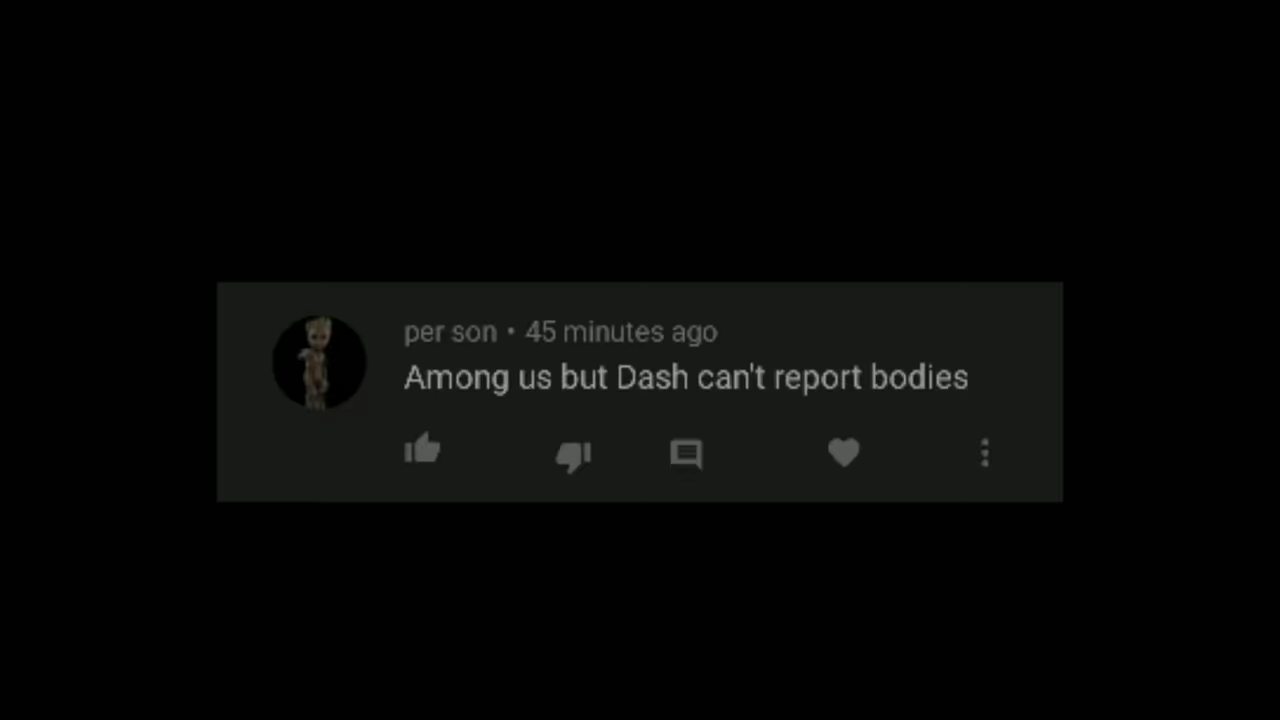 per son • 45 minutes ago
Among us but Dash can't report bodies